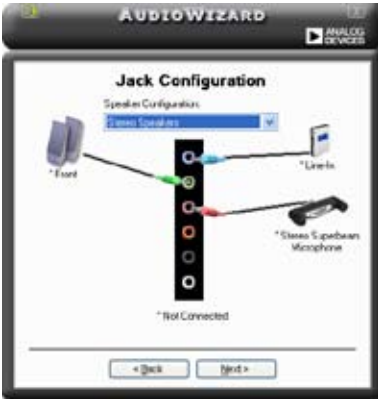 AUDIOWIZARD
ANALOG
DEVICES
Jack Configuration
Speaker Configuration:
Stereo Speakers
* Front
* Line-In
* Stereo Superbeam
Microphone
* Not Connected
< Back
Next >